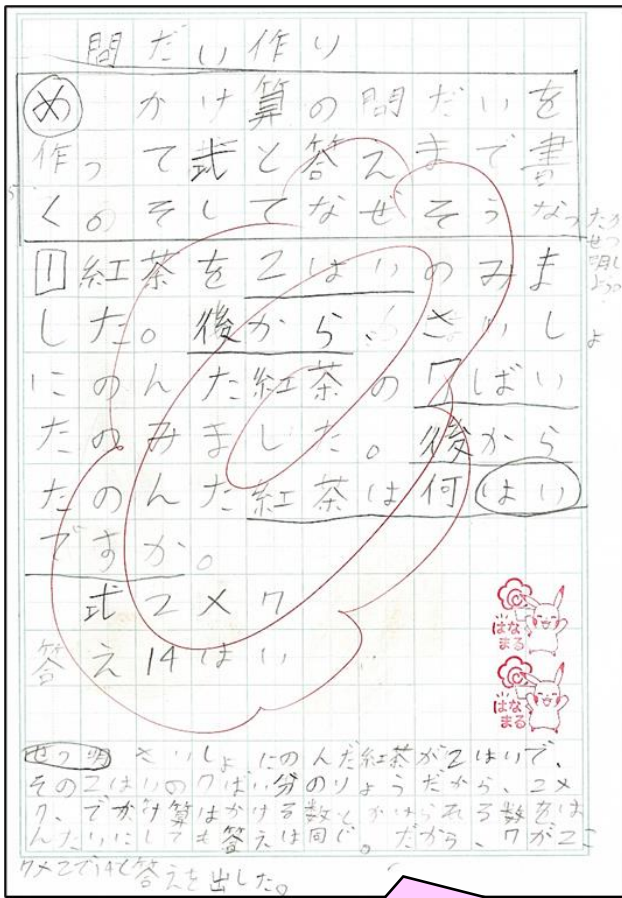 問だい作り
め かけ算の問だいを
作って式と答えまで書
くのそしてなぜそうなっ
たかせつ明しようよ
1 紅茶を2はいのみま
した。後から、さいしょ
にのんた紅茶の7ばい
たのみました。後から
たのんた紅茶は何はい
ですか。
式2×7
答え14はい
はなまる
はなまる
せつ明 さいしょにのんだ紅茶が2はいで、
その2はいの7ばい分のりょうだから、2×
7、でかけ算はかける数とかけられる数をは
んたいにしても答えは同じ。だから、7が2こ
7×2で14と答えを出した。